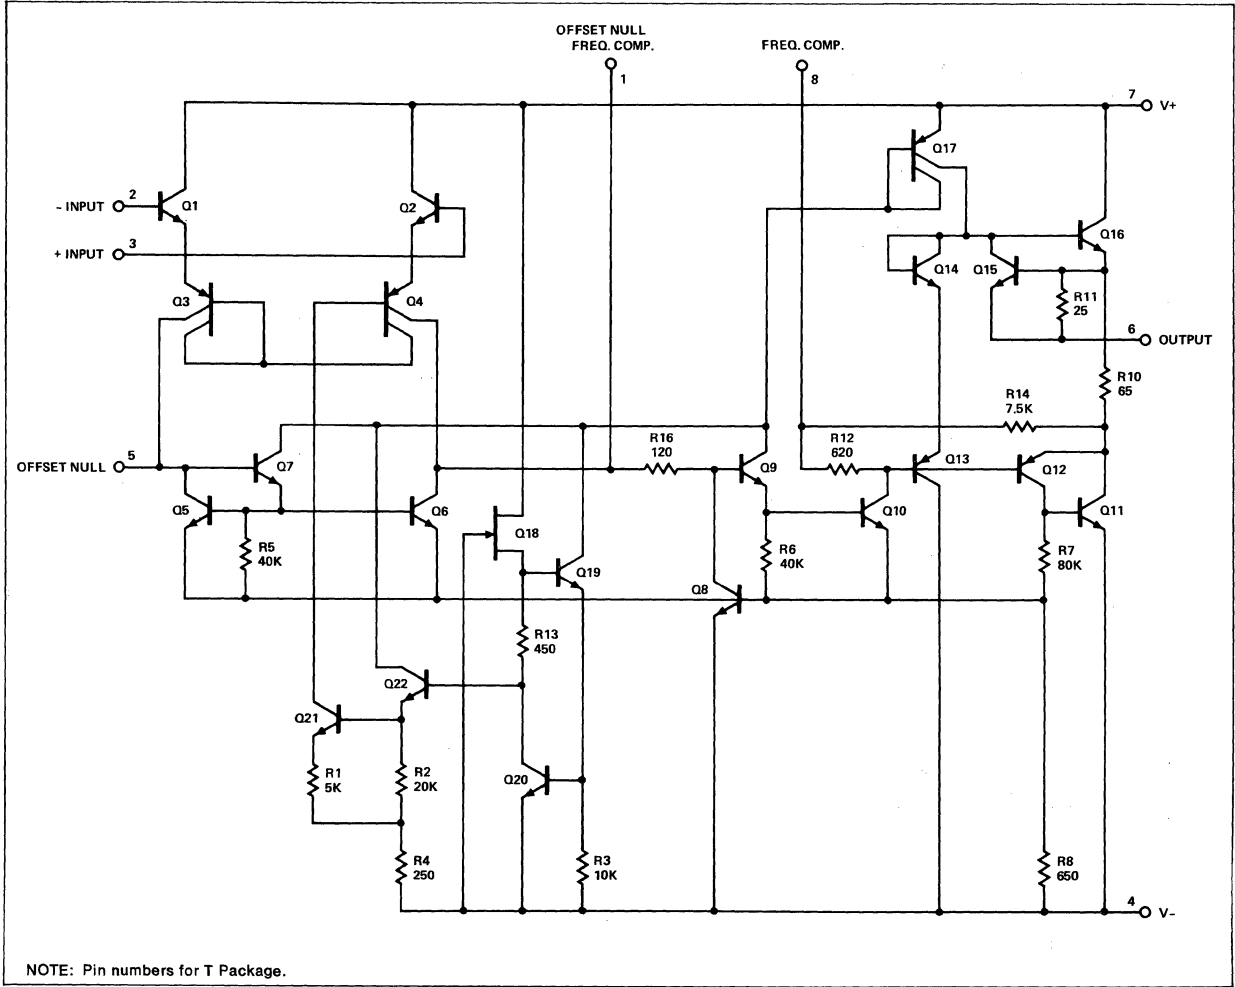 OFFSET NULL
FREQ. COMP.
1
FREQ. COMP.
8
7 V+
Q17
2
– INPUT
Q1
Q2
3
+ INPUT
Q16
Q14
Q15
Q3
Q4
R11
25
6
OUTPUT
R10
65
R14
7.5K
5
OFFSET NULL
Q7
R16
120
Q9
R12
620
Q13
Q12
Q5
Q6
Q18
Q10
Q11
R5
40K
Q19
R6
40K
R7
80K
Q8
R13
450
Q22
Q21
R1
5K
R2
20K
Q20
R4
250
R3
10K
R8
650
4
V–
NOTE: Pin numbers for T Package.